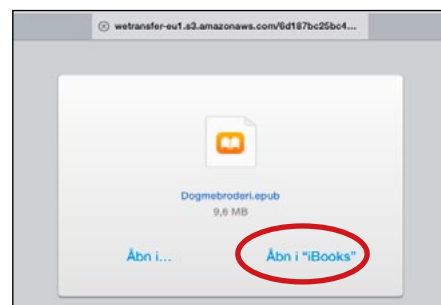 wetransfer-eu1.s3.amazonaws.com/6d187bc25bc4...
Dogmebroderi.epub
9,6 MB
Åbn i...
Åbn i "iBooks"